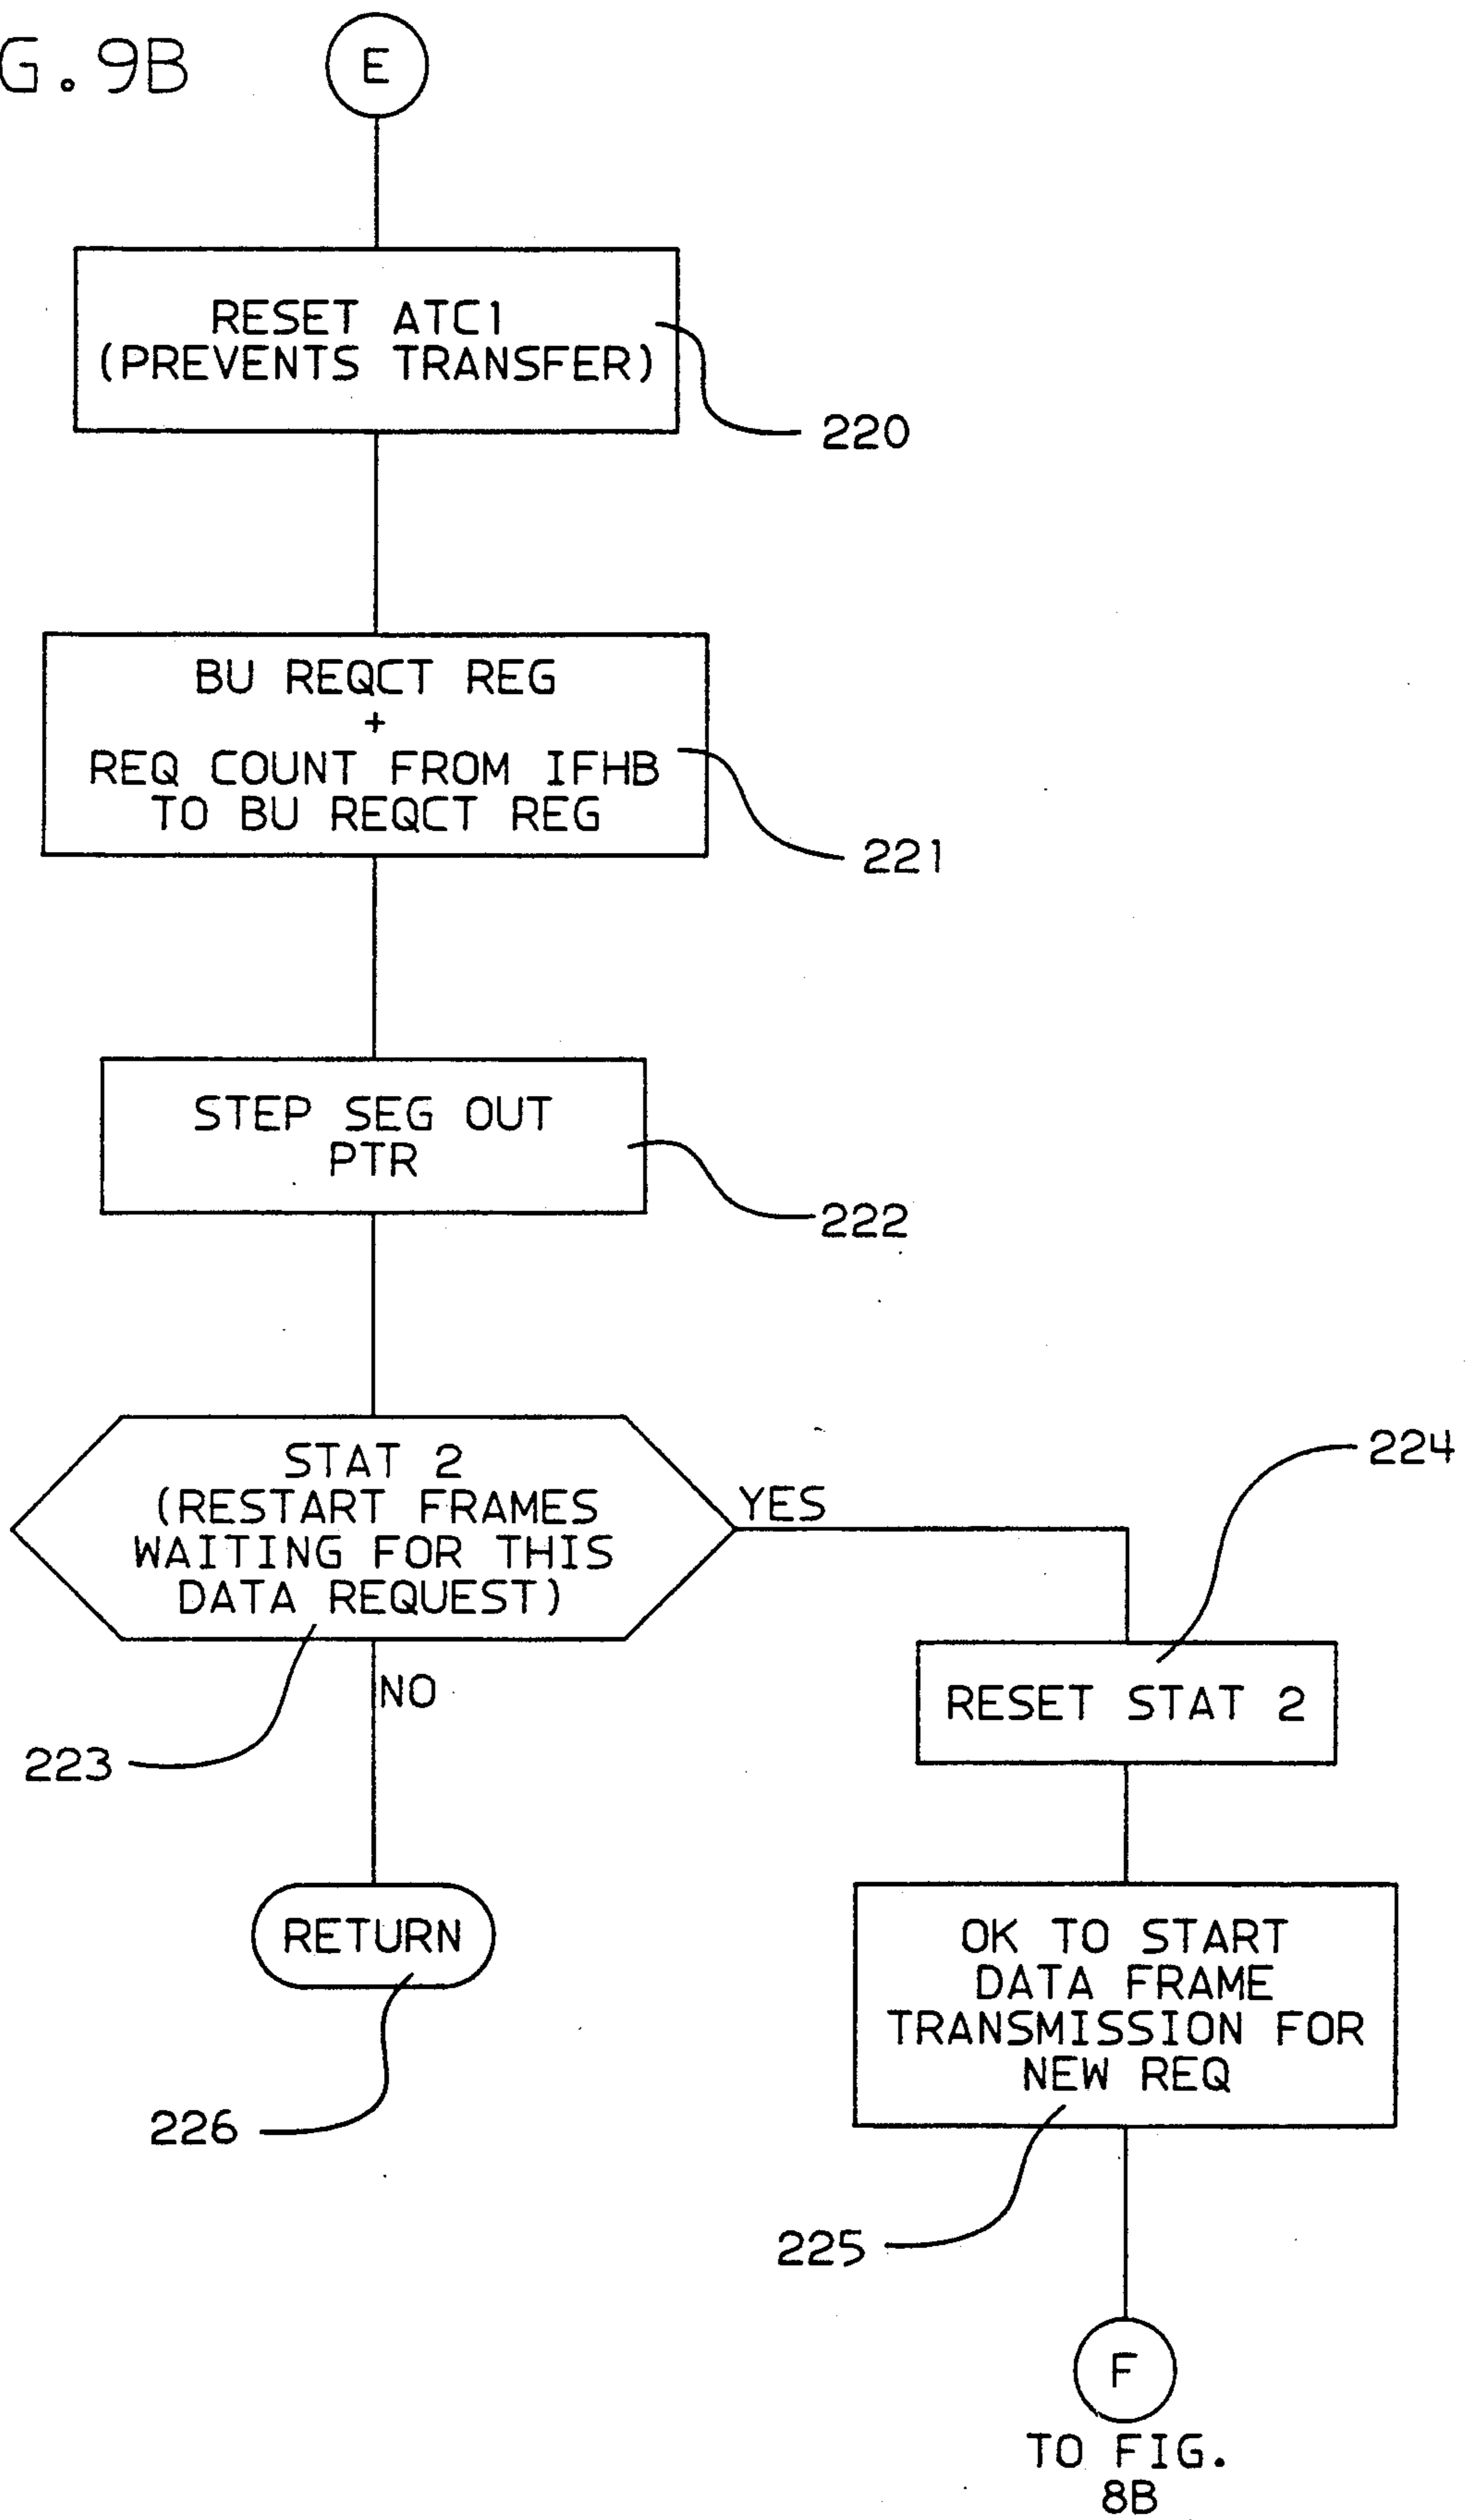 G.9B
E
RESET ATC1
(PREVENTS TRANSFER)
220
BU REQCT REG
+
REQ COUNT FROM IFHB
TO BU REQCT REG
221
STEP SEG OUT
PTR
222
STAT 2
(RESTART FRAMES
WAITING FOR THIS
DATA REQUEST)
YES
224
NO
223
RESET STAT 2
RETURN
226
OK TO START
DATA FRAME
TRANSMISSION FOR
NEW REQ
225
F
TO FIG.
8B